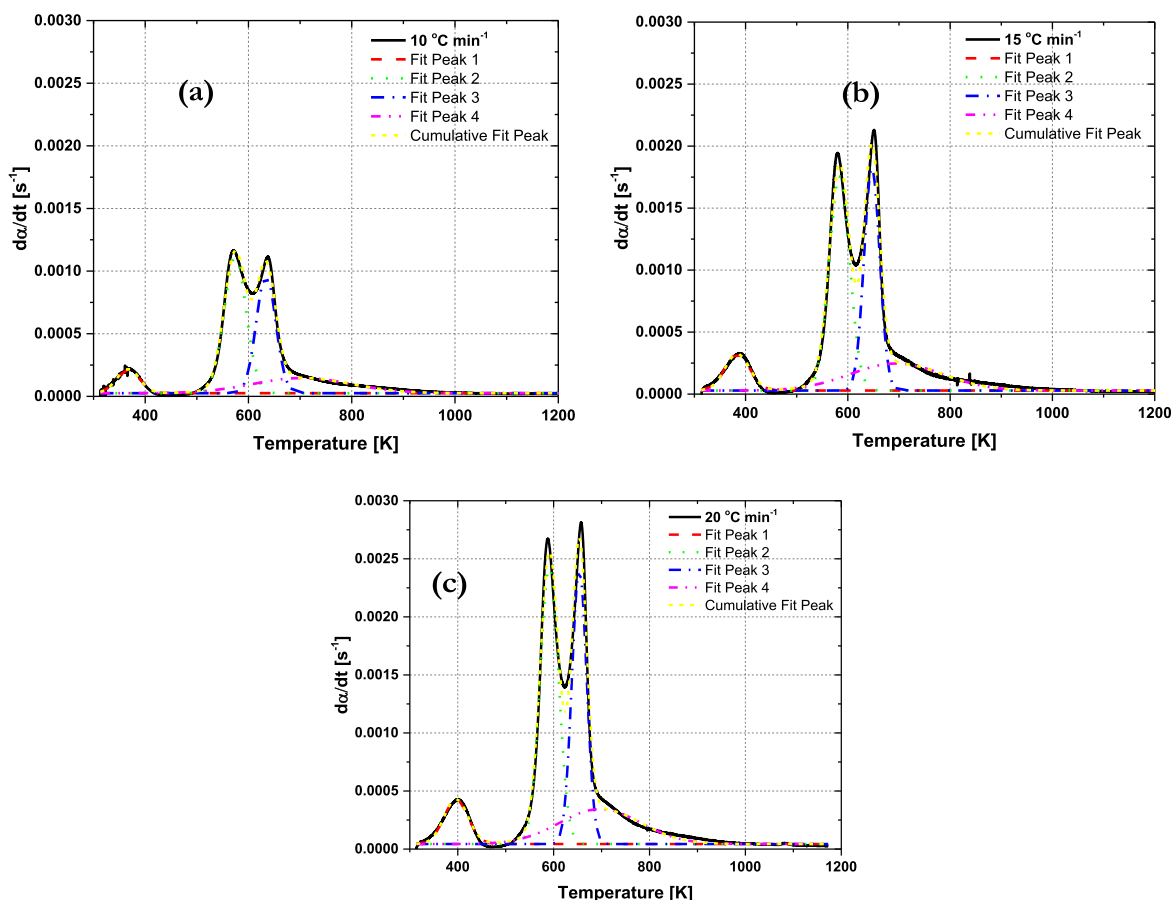 0.0030
0.0025
0.0020
0.0015
0.0010
0.0005
0.0000
dα/dt [s⁻¹]
(a)
10 °C min⁻¹
Fit Peak 1
Fit Peak 2
Fit Peak 3
Fit Peak 4
Cumulative Fit Peak
400 600 800 1000 1200
Temperature [K]
0.0030
0.0025
0.0020
0.0015
0.0010
0.0005
0.0000
dα/dt [s⁻¹]
(b)
15 °C min⁻¹
Fit Peak 1
Fit Peak 2
Fit Peak 3
Fit Peak 4
Cumulative Fit Peak
400 600 800 1000 1200
Temperature [K]
0.0030
0.0025
0.0020
0.0015
0.0010
0.0005
0.0000
dα/dt [s⁻¹]
(c)
20 °C min⁻¹
Fit Peak 1
Fit Peak 2
Fit Peak 3
Fit Peak 4
Cumulative Fit Peak
400 600 800 1000 1200
Temperature [K]